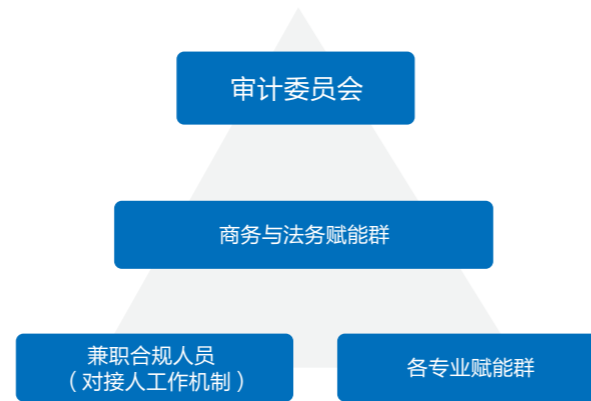 审计委员会
商务与法务赋能群
兼职合规人员
（对接人工作机制）
各专业赋能群